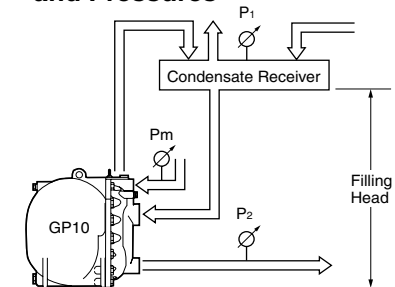 and Pressures
P1
Condensate Receiver
Pm
Filling
Head
GP10
P2